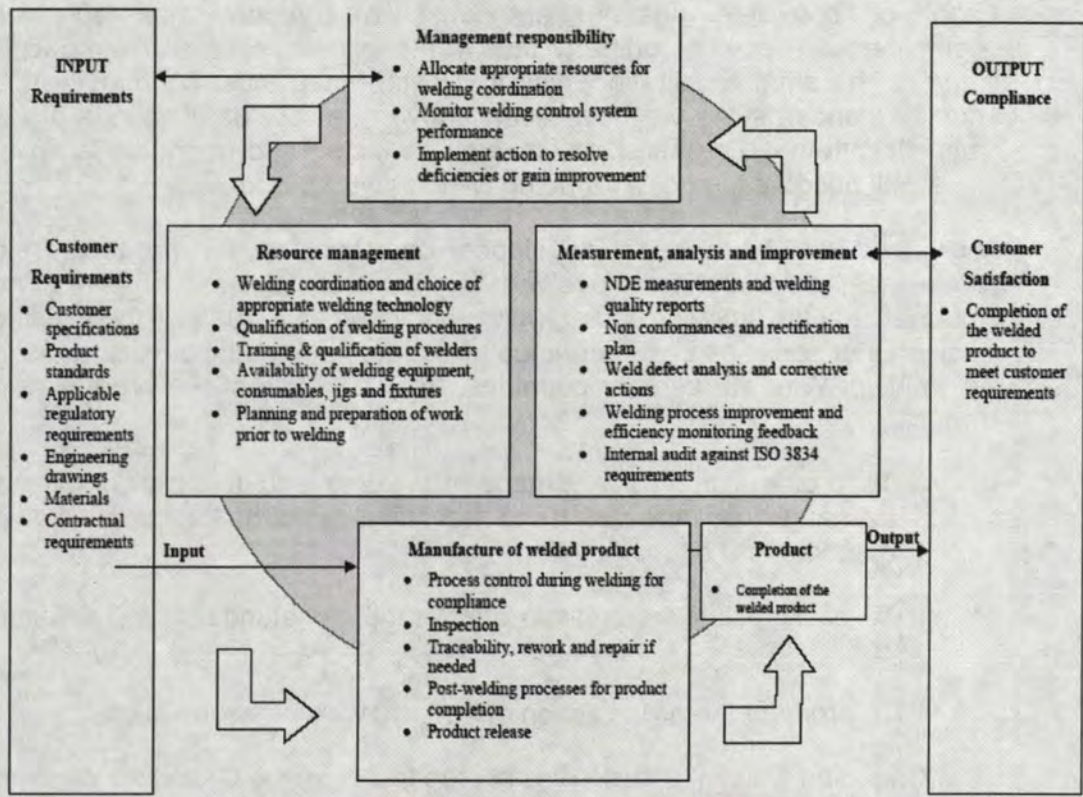 INPUT
Requirements
Customer
Requirements
• Customer
specifications
• Product
standards
• Applicable
regulatory
requirements
• Engineering
drawings
• Materials
• Contractual
requirements
Management responsibility
• Allocate appropriate resources for
welding coordination
• Monitor welding control system
performance
• Implement action to resolve
deficiencies or gain improvement
Resource management
• Welding coordination and choice of
appropriate welding technology
• Qualification of welding procedures
• Training & qualification of welders
• Availability of welding equipment,
consumables, jigs and fixtures
• Planning and preparation of work
prior to welding
Measurement, analysis and improvement
• NDE measurements and welding
quality reports
• Non conformances and rectification
plan
• Weld defect analysis and corrective
actions
• Welding process improvement and
efficiency monitoring feedback
• Internal audit against ISO 3834
requirements
Input
Manufacture of welded product
• Process control during welding for
compliance
• Inspection
• Traceability, rework and repair if
needed
• Post-welding processes for product
completion
• Product release
Product
• Completion of the
welded product
Output
OUTPUT
Compliance
Customer
Satisfaction
• Completion of
the welded
product to
meet customer
requirements